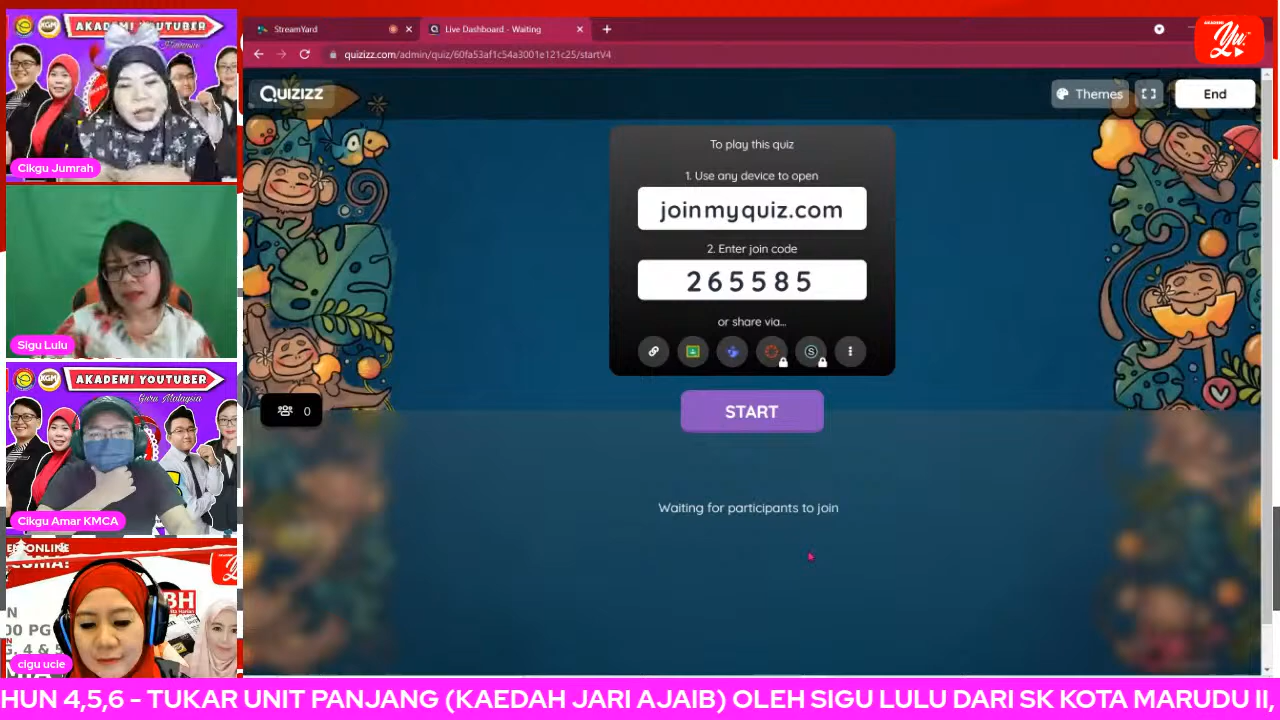 AKADEMI YOUTUBER
Cikgu Jumrah
Sigu Lulu
AKADEMI YOUTUBER
Guru Malaysia
Cikgu Amar KMCA
BH
cigu ucie
StreamYard
Live Dashboard - Waiting
quizizz.com/admin/quiz/60fa53af1c54a3001e121c25/startV4
QUIZIZZ
Themes
End
To play this quiz
1. Use any device to open
joinmyquiz.com
2. Enter join code
265585
or share via...
0
START
Waiting for participants to join
HUN 4,5,6 - TUKAR UNIT PANJANG (KAEDAH JARI AJAIB) OLEH SIGU LULU DARI SK KOTA MARUDU II,